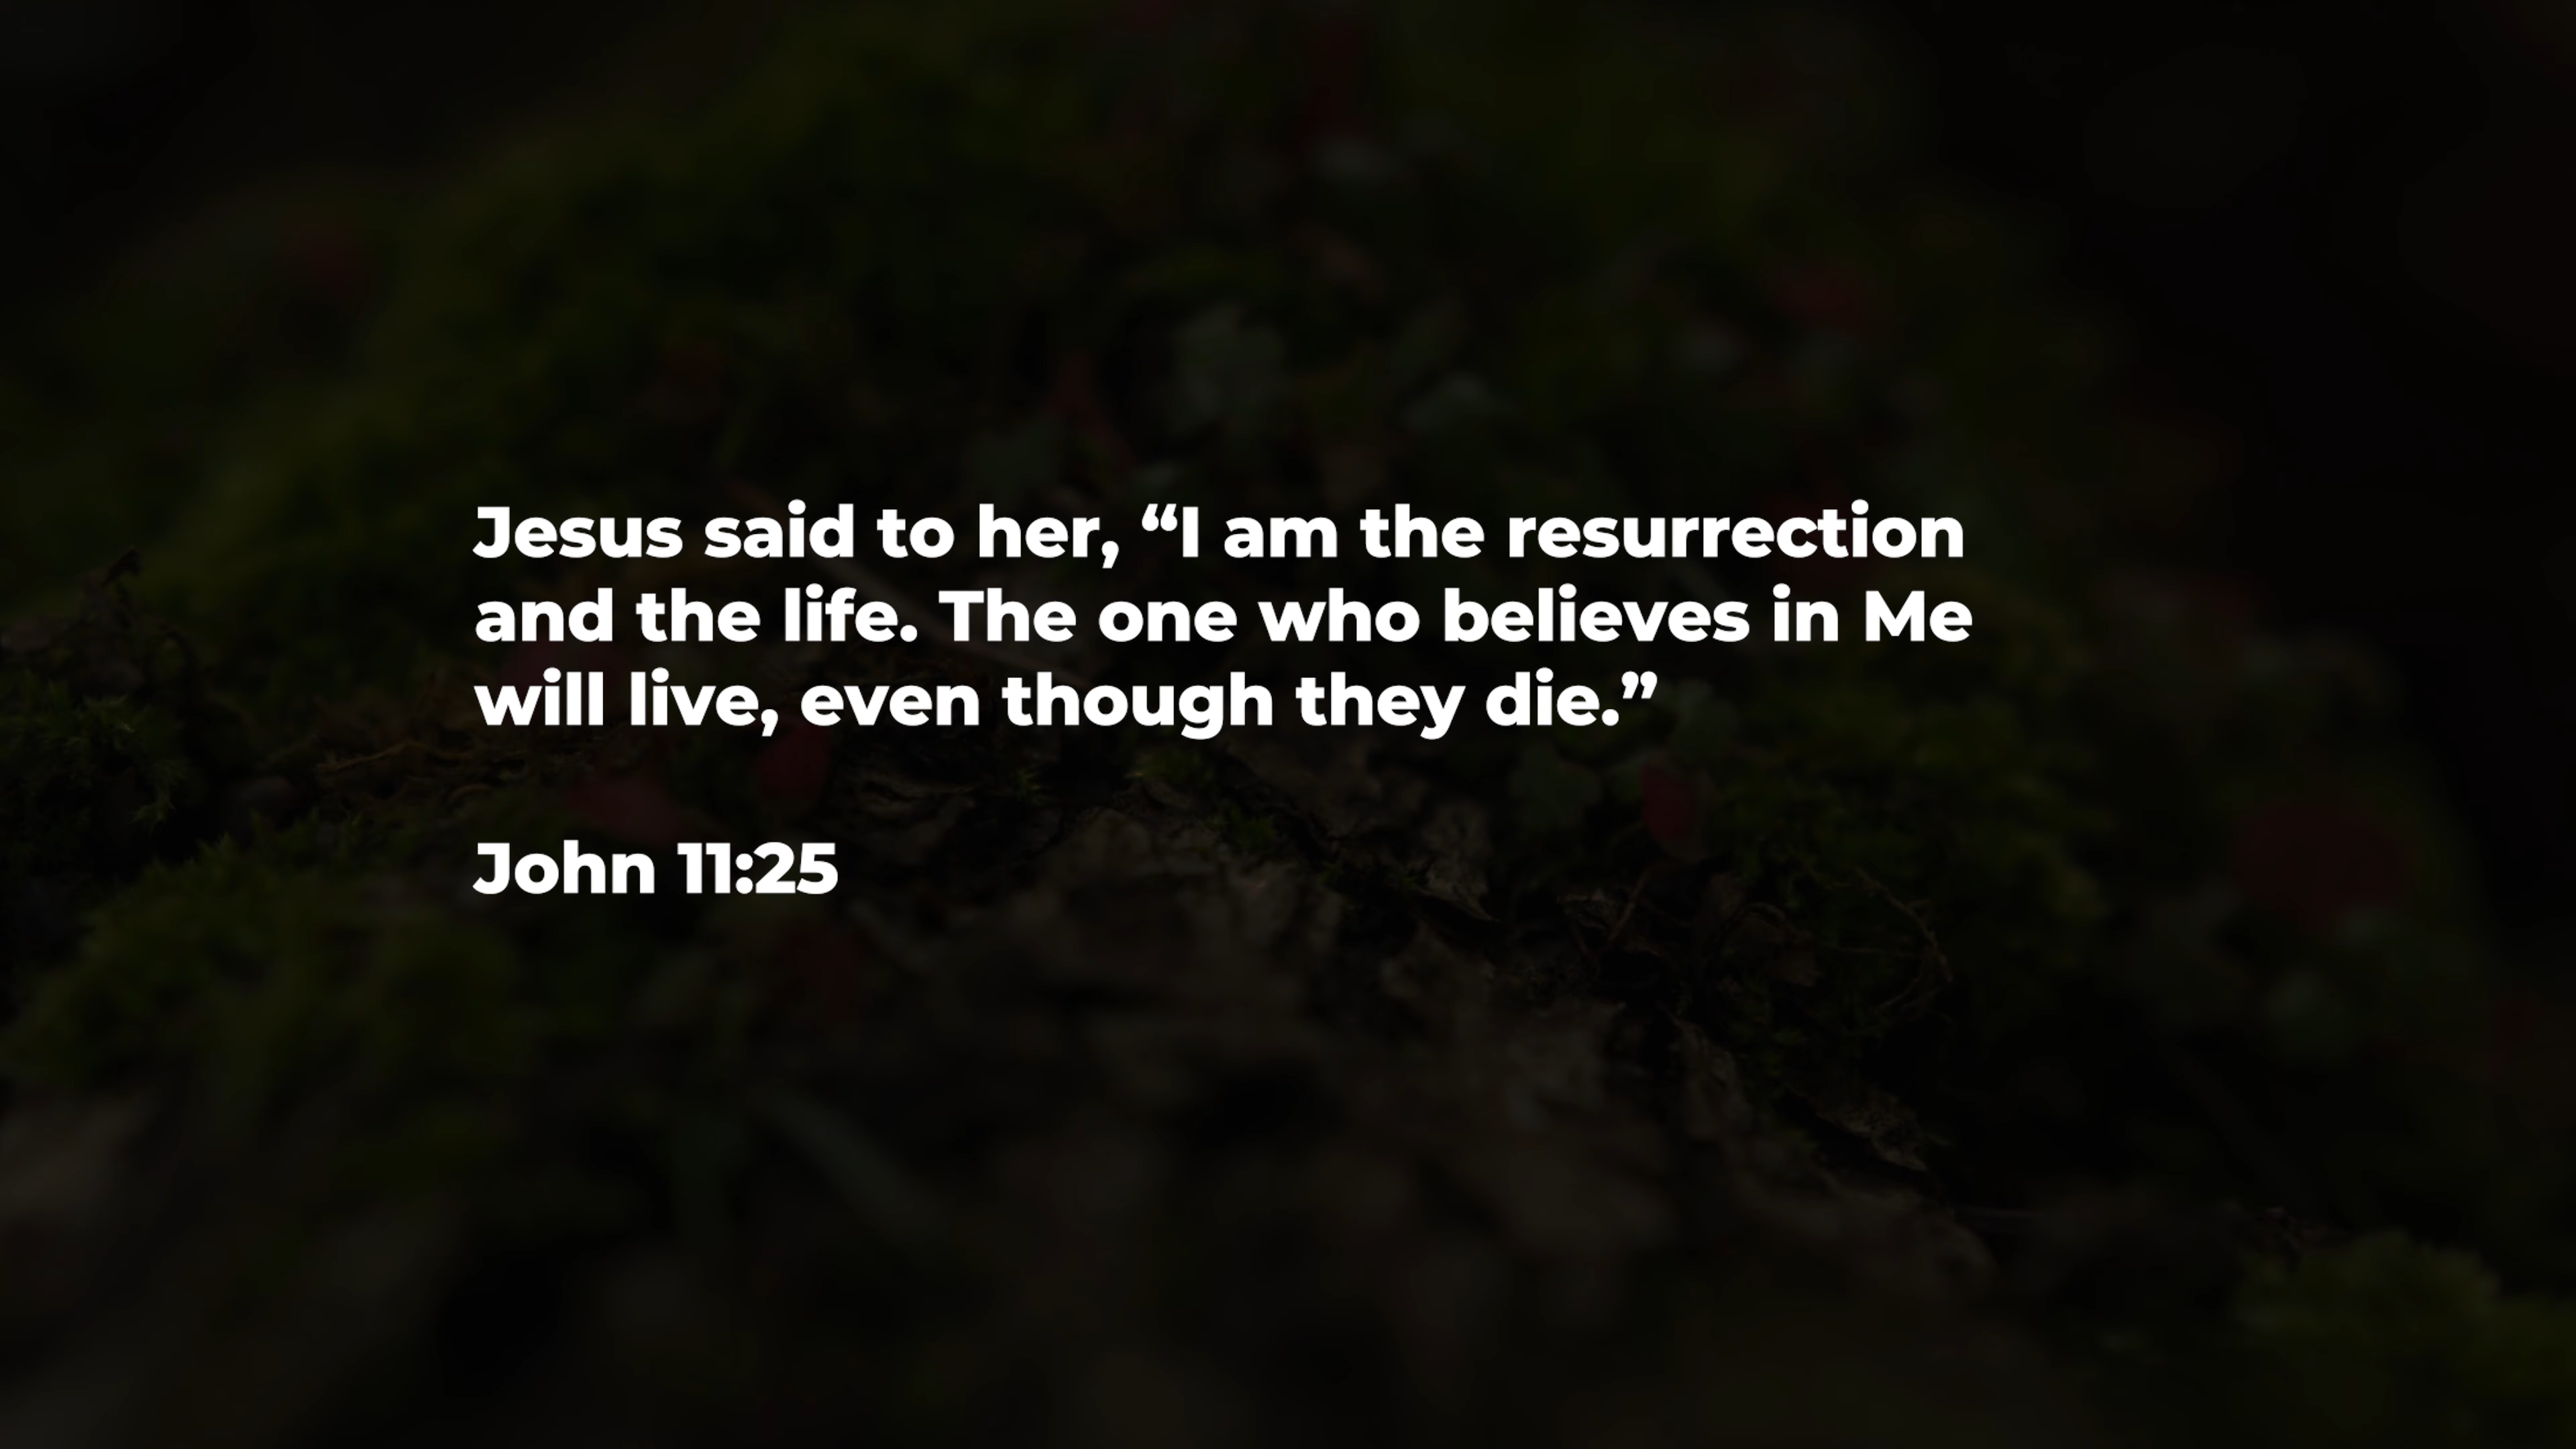 Jesus said to her, “I am the resurrection
and the life. The one who believes in Me
will live, even though they die.”
John 11:25